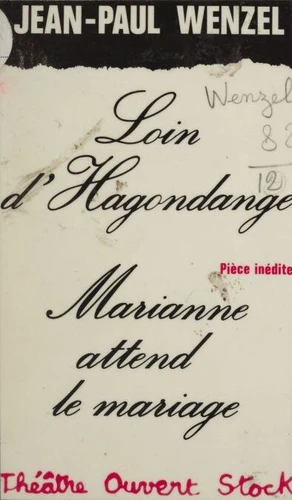 JEAN-PAUL WENZEL
Wenzel
82
12
Loin
d'Hagondange
Pièce inédite
Marianne
attend
le mariage
Théâtre Ouvert Stock